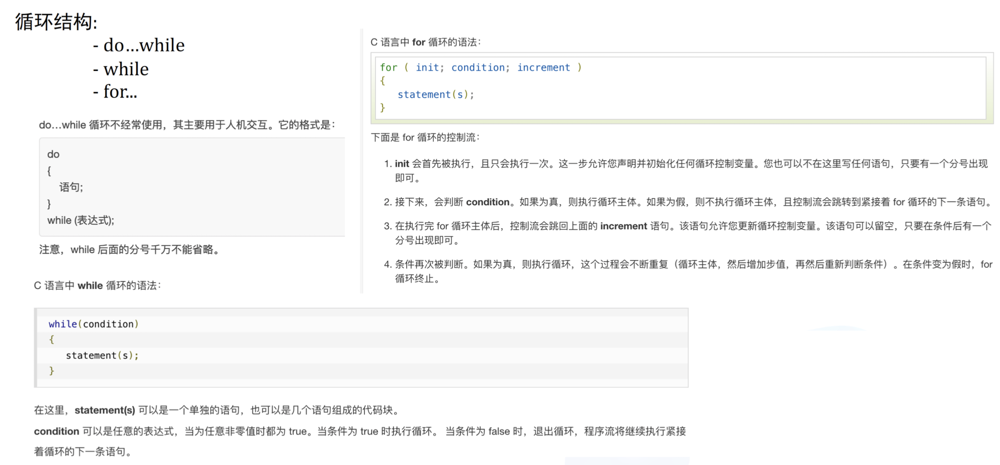 循环结构:
- do...while
- while
- for...
do…while 循环不经常使用，其主要用于人机交互。它的格式是：
do
{
语句;
}
while (表达式);
注意，while 后面的分号千万不能省略。
C 语言中 while 循环的语法：
while(condition)
{
statement(s);
}
在这里，statement(s) 可以是一个单独的语句，也可以是几个语句组成的代码块。
condition 可以是任意的表达式，当为任意非零值时都为 true。当条件为 true 时执行循环。 当条件为 false 时，退出循环，程序流将继续执行紧接
着循环的下一条语句。
C 语言中 for 循环的语法：
for ( init; condition; increment )
{
statement(s);
}
下面是 for 循环的控制流：
1. init 会首先被执行，且只会执行一次。这一步允许您声明并初始化任何循环控制变量。您也可以不在这里写任何语句，只要有一个分号出现
即可。
2. 接下来，会判断 condition。如果为真，则执行循环主体。如果为假，则不执行循环主体，且控制流会跳转到紧接着 for 循环的下一条语句。
3. 在执行完 for 循环主体后，控制流会跳回上面的 increment 语句。该语句允许您更新循环控制变量。该语句可以留空，只要在条件后有一个
分号出现即可。
4. 条件再次被判断。如果为真，则执行循环，这个过程会不断重复（循环主体，然后增加步值，再然后重新判断条件）。在条件变为假时，for
循环终止。